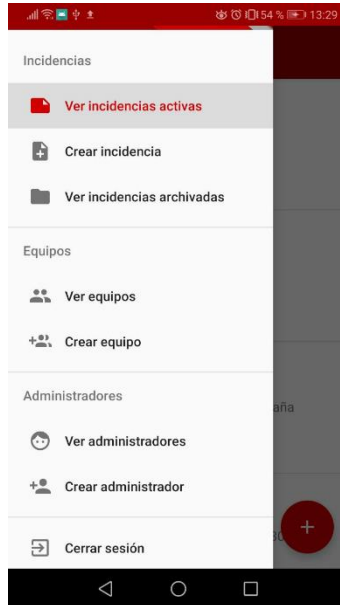 54 % 13:29
Incidencias
Ver incidencias activas
Crear incidencia
Ver incidencias archivadas
Equipos
Ver equipos
Crear equipo
Administradores
aña
Ver administradores
Crear administrador
Cerrar sesión